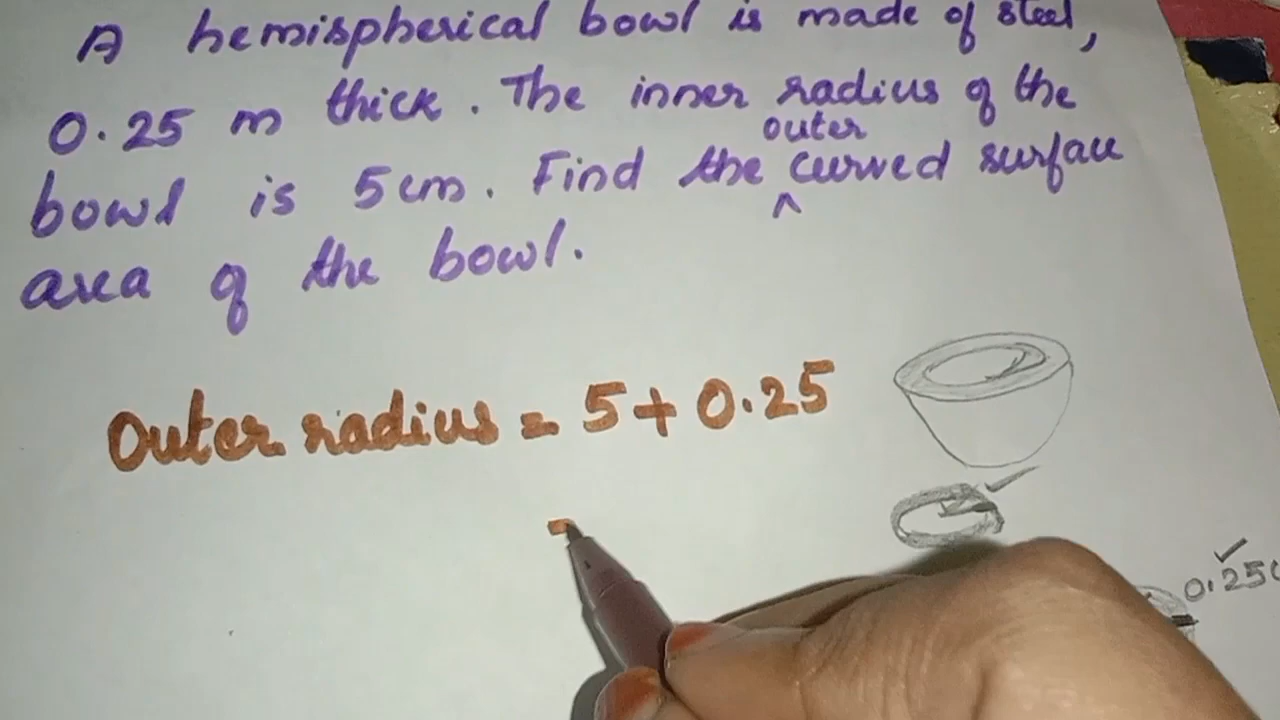 A hemispherical bowl is made of steel,
0.25 m thick. The inner radius of the
bowl is 5cm. Find the ^ outer curved surface
area of the bowl.
Outer radius = 5+0.25
=
0.25c